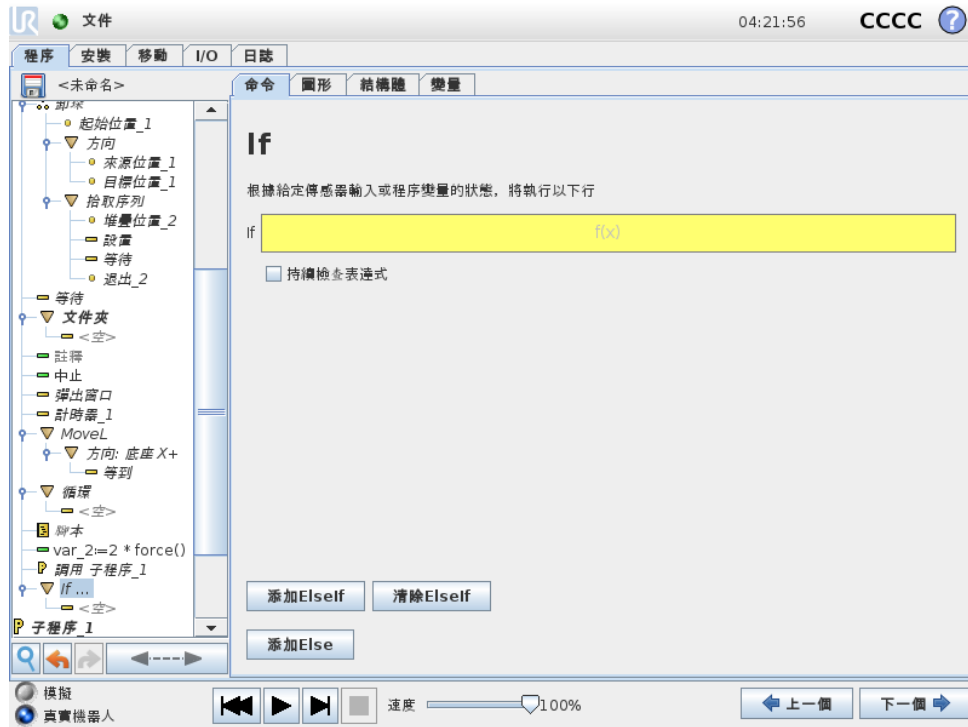 UR 文件 04:21:56 CCCC ?
程序 安裝 移動 I/O 日誌
<未命名>
命令 圖形 結構體 變量
卸垛
起始位置_1
方向
來源位置_1
目標位置_1
拾取序列
堆疊位置_2
設置
等待
退出_2
等待
文件夾
<空>
註釋
中止
彈出窗口
計時器_1
MoveL
方向: 底座 X+
等到
循環
<空>
腳本
var_2:=2 * force()
調用 子程序_1
If ...
<空>
子程序_1
If
根據給定傳感器輸入或程序變量的狀態，將執行以下行
If f(x)
持續檢查表達式
添加ElseIf 清除ElseIf
添加Else
模擬
真實機器人
速度 100%
上一個 下一個